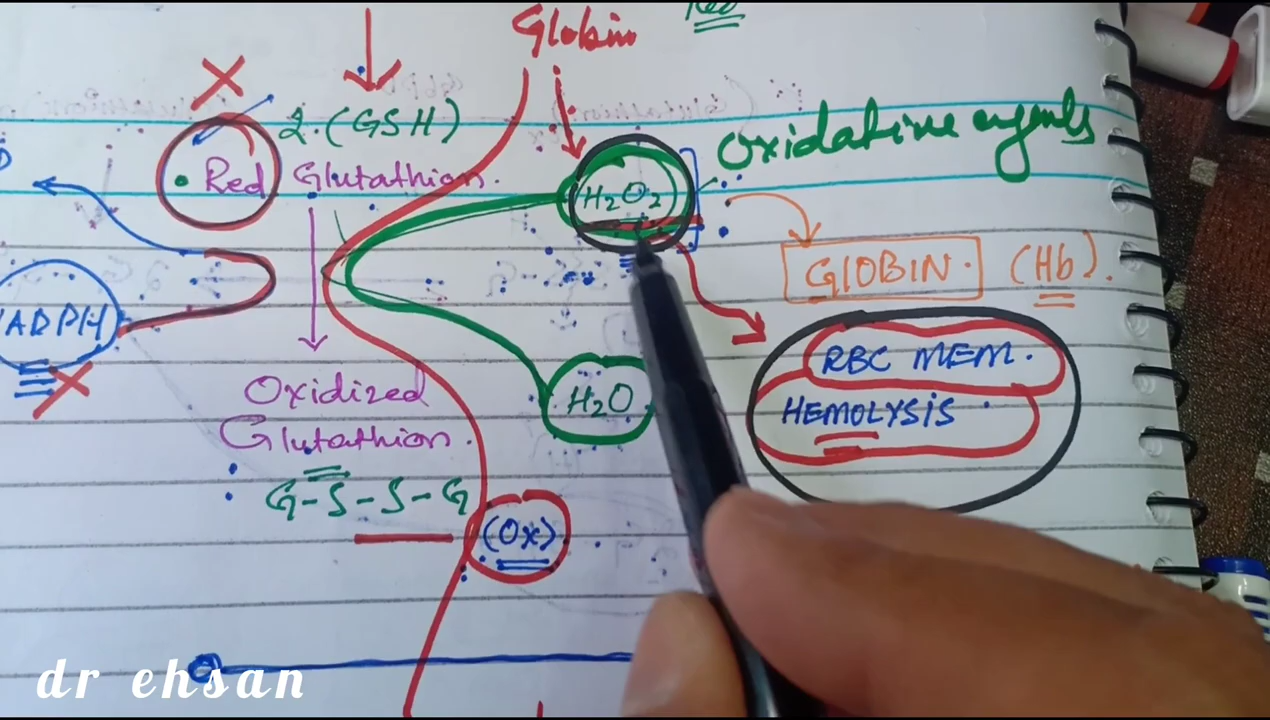 Globin
2. (GSH)
Oxidative agents
Red Glutathion.
H₂O₂
GLOBIN. (Hb).
ADPH
RBC MEM.
Oxidized
H₂O
HEMOLYSIS
Glutathion.
G-S-S-G
(Ox)
dr ehsan